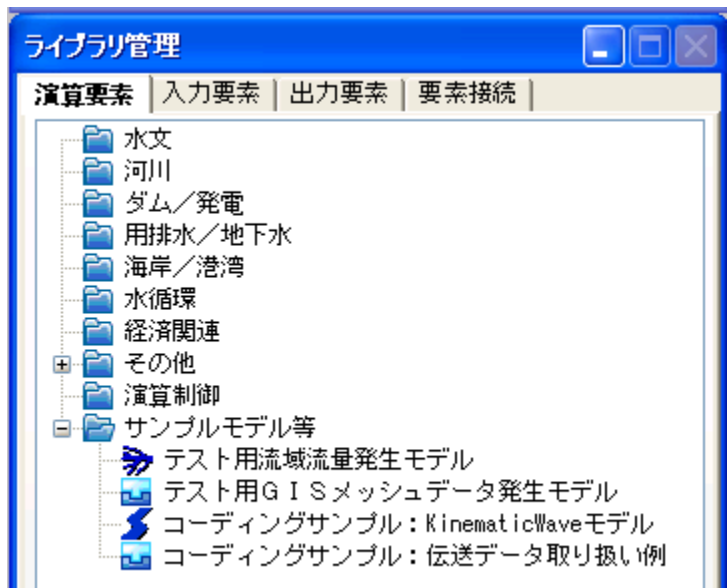 ライブラリ管理
演算要素 入力要素 出力要素 要素接続
水文
河川
ダム／発電
用排水／地下水
海岸／港湾
水循環
経済関連
その他
演算制御
サンプルモデル等
テスト用流域流量発生モデル
テスト用ＧＩＳメッシュデータ発生モデル
コーディングサンプル：KinematicWaveモデル
コーディングサンプル：伝送データ取り扱い例